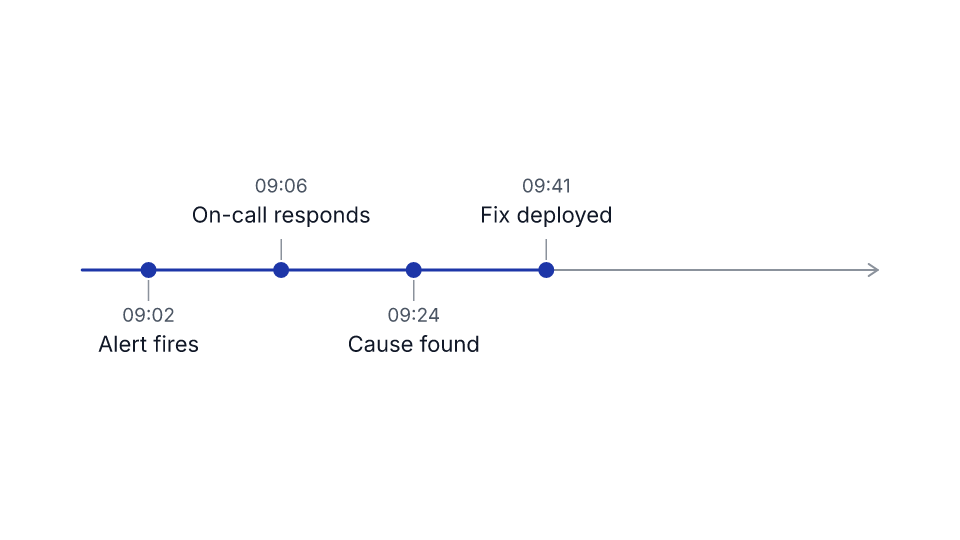 09:02
Alert fires
09:06
On-call responds
09:24
Cause found
09:41
Fix deployed